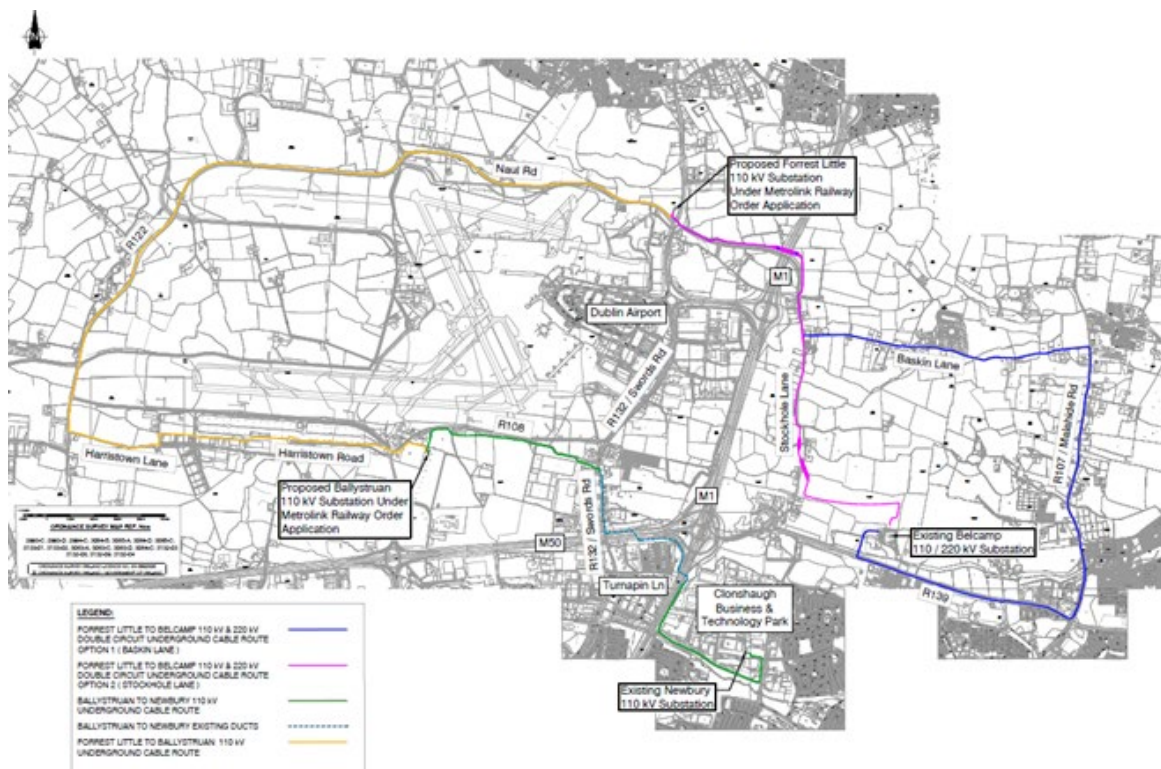 N
Naul Rd
Proposed Forrest Little
110 kV Substation
Under Metrolink Railway
Order Application
R122
M1
Dublin Airport
Baskin Lane
R132 / Swords Rd
Stockhole Lane
R107 / Malahide Rd
R108
Harristown Lane
Harristown Road
Proposed Ballystruan
110 kV Substation Under
Metrolink Railway Order
Application
M1
R132 / Swords Rd
M50
Existing Belcamp
110 / 220 kV Substation
Turnapin Ln
Clonshaugh
Business &
Technology Park
R139
Existing Newbury
110 kV Substation
LEGEND:
FORREST LITTLE TO BELCAMP 110 kV & 220 kV
DOUBLE CIRCUIT UNDERGROUND CABLE ROUTE
OPTION 1 ( BASKIN LANE )
FORREST LITTLE TO BELCAMP 110 kV & 220 kV
DOUBLE CIRCUIT UNDERGROUND CABLE ROUTE
OPTION 2 ( STOCKHOLE LANE )
BALLYSTRUAN TO NEWBURY 110 kV
UNDERGROUND CABLE ROUTE
BALLYSTRUAN TO NEWBURY EXISTING DUCTS
FORREST LITTLE TO BALLYSTRUAN 110 kV
UNDERGROUND CABLE ROUTE